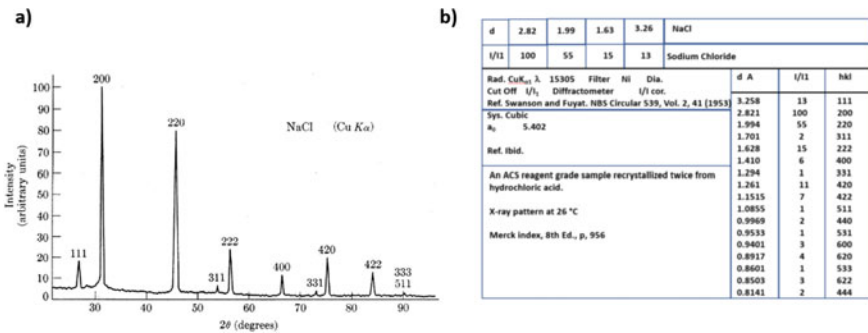 a)
200
220
NaCl (Cu Kα)
111
311
222
400
331
420
422
333
511
Intensity
(arbitrary units)
100
90
80
70
60
50
40
30
20
10
0
30 40 50 60 70 80 90
2θ (degrees)
b)
d 2.82 1.99 1.63 3.26 NaCl
I/I1 100 55 15 13 Sodium Chloride
Rad. CuKα1 λ 15305 Filter Ni Dia.
Cut Off I/I1 Diffractometer I/I cor.
Ref. Swanson and Fuyat. NBS Circular 539, Vol. 2, 41 (1953)
Sys. Cubic
a0 5.402
Ref. Ibid.
An ACS reagent grade sample recrystallized twice from
hydrochloric acid.
X-ray pattern at 26 °C
Merck index, 8th Ed., p, 956
d A I/I1 hkl
3.258 13 111
2.821 100 200
1.994 55 220
1.701 2 311
1.628 15 222
1.410 6 400
1.294 1 331
1.261 11 420
1.1515 7 422
1.0855 1 511
0.9969 2 440
0.9533 1 531
0.9401 3 600
0.8917 4 620
0.8601 1 533
0.8503 3 622
0.8141 2 444